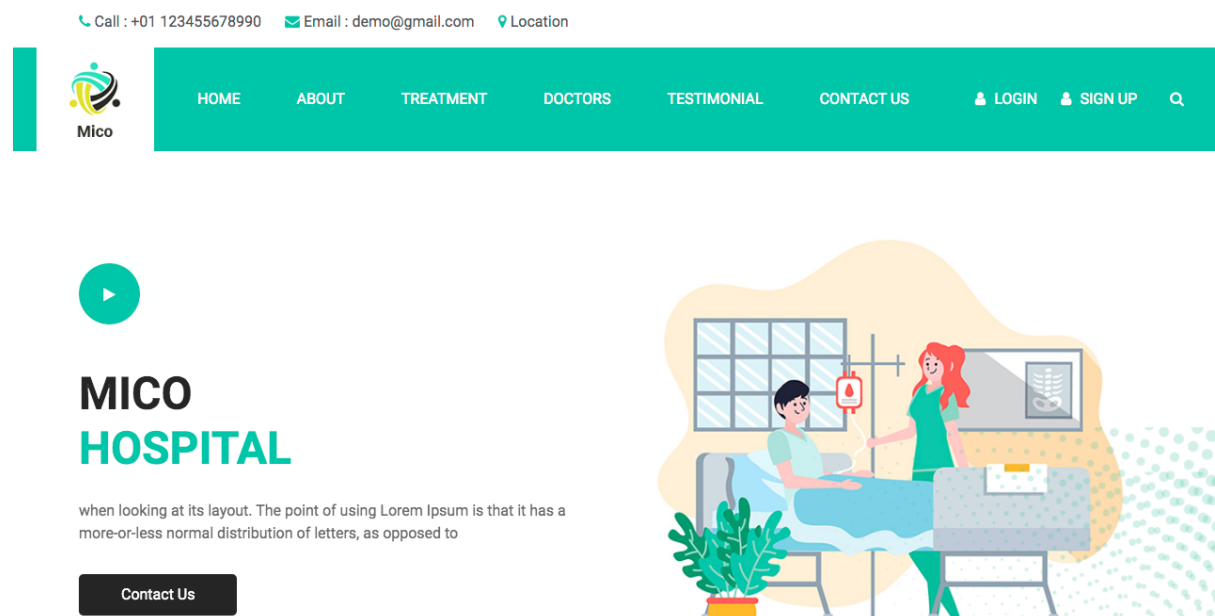 Call : +01 123455678990 Email : demo@gmail.com Location
Mico
HOME ABOUT TREATMENT DOCTORS TESTIMONIAL CONTACT US LOGIN SIGN UP
MICO
HOSPITAL
when looking at its layout. The point of using Lorem Ipsum is that it has a
more-or-less normal distribution of letters, as opposed to
Contact Us